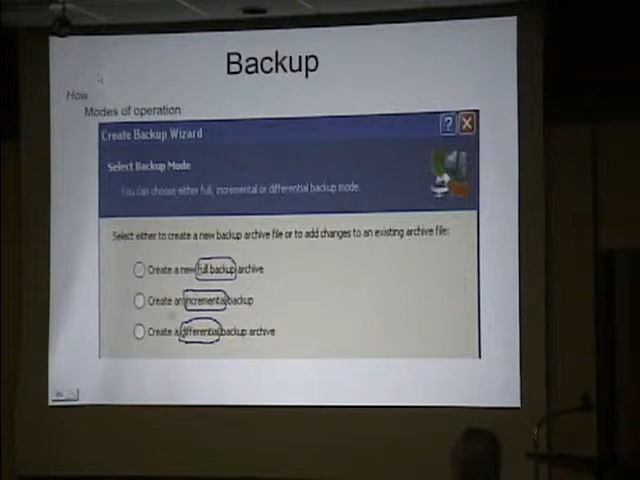 Backup
How
Modes of operation
Create Backup Wizard
Select Backup Mode
You can choose either full, incremental or differential backup mode.
Select either to create a new backup archive file or to add changes to an existing archive file:
Create a new full backup archive
Create an incremental backup
Create a differential backup archive